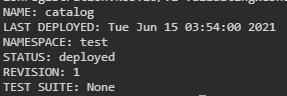 NAME: catalog
LAST DEPLOYED: Tue Jun 15 03:54:00 2021
NAMESPACE: test
STATUS: deployed
REVISION: 1
TEST SUITE: None